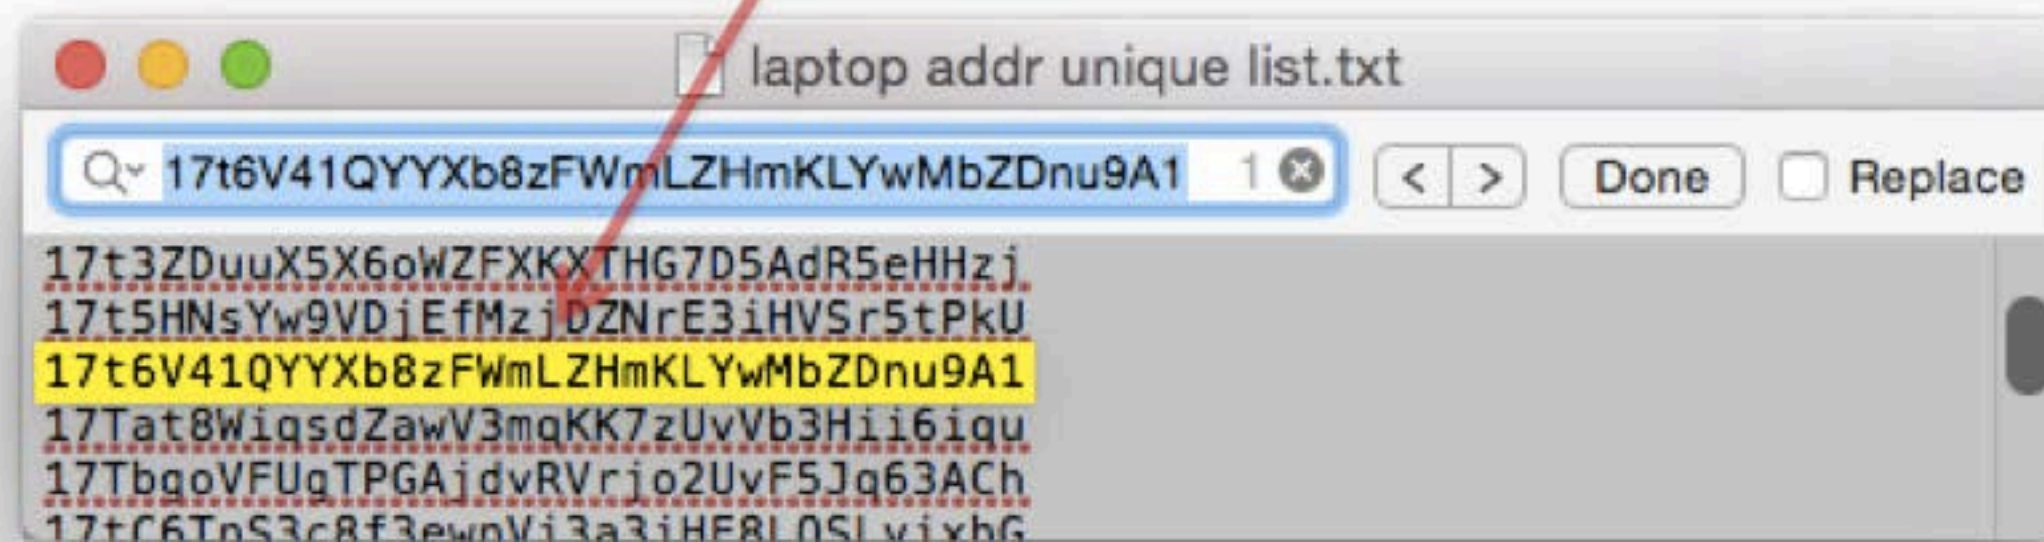 laptop addr unique list.txt
17t6V41QYYXb8zFWmLZHmKLYwMbZDnu9A1 1
< > Done Replace
17t3ZDuuX5X6oWZFXKXTHG7D5AdR5eHHzj
17t5HNsYw9VDjEfMzjDZNrE3iHVSr5tPkU
17t6V41QYYXb8zFWmLZHmKLYwMbZDnu9A1
17Tat8WiqsdZawV3mqKK7zUvVb3Hii6iqu
17TbgoVFUgTPGAjdvRVrjo2UvF5Jq63ACh